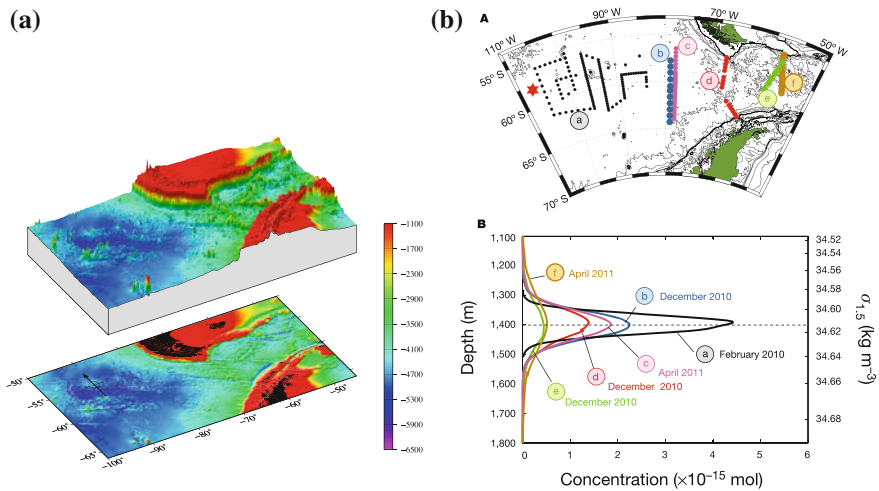 (a)
−1100
−1700
−2300
−2900
−3500
−4100
−4700
−5300
−5900
−6500
−50°
−55°
−60°
−65°
−100°
−90°
−80°
−70°
−60°
−50°
(b)
A
110° W
90° W
70° W
50° W
55° S
60° S
65° S
70° S
a
b
c
d
e
f
B
Depth (m)
1,100
1,200
1,300
1,400
1,500
1,600
1,700
1,800
0 1 2 3 4 5 6
Concentration (×10−15 mol)
34.52
34.54
34.56
34.58
34.60
34.62
34.64
34.66
34.68
σ1,5 (kg m−3)
f April 2011
b December 2010
a February 2010
c April 2011
d December 2010
e December 2010